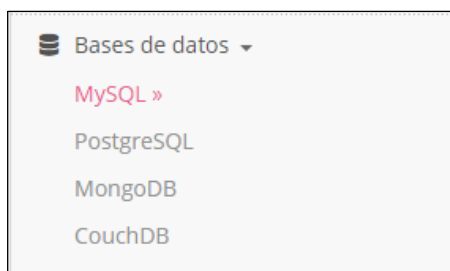 Bases de datos
MySQL »
PostgreSQL
MongoDB
CouchDB